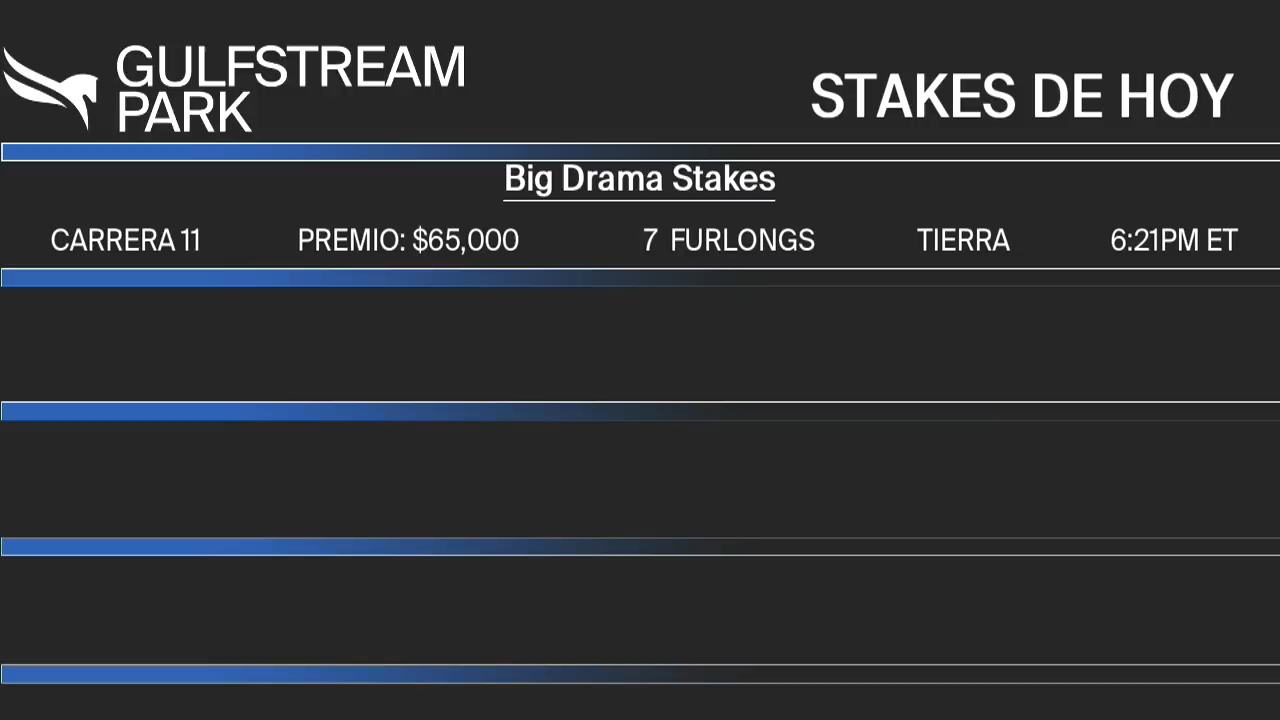 GULFSTREAM
PARK
STAKES DE HOY
Big Drama Stakes
CARRERA 11 PREMIO: $65,000 7 FURLONGS TIERRA 6:21PM ET